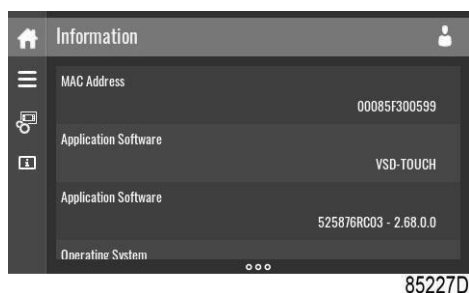 Information
MAC Address
00085F300599
Application Software
VSD-TOUCH
Application Software
525876RC03 - 2.68.0.0
Operating System
85227D